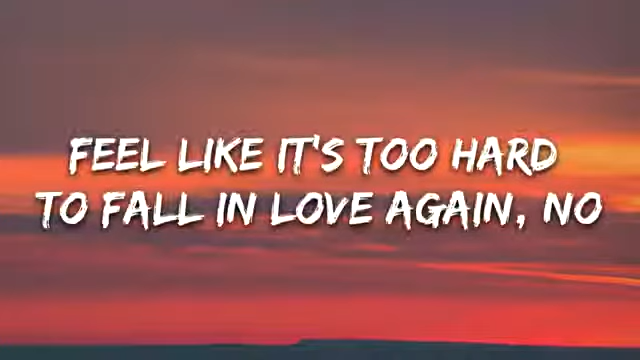 FEEL LIKE IT'S TOO HARD
TO FALL IN LOVE AGAIN, NO